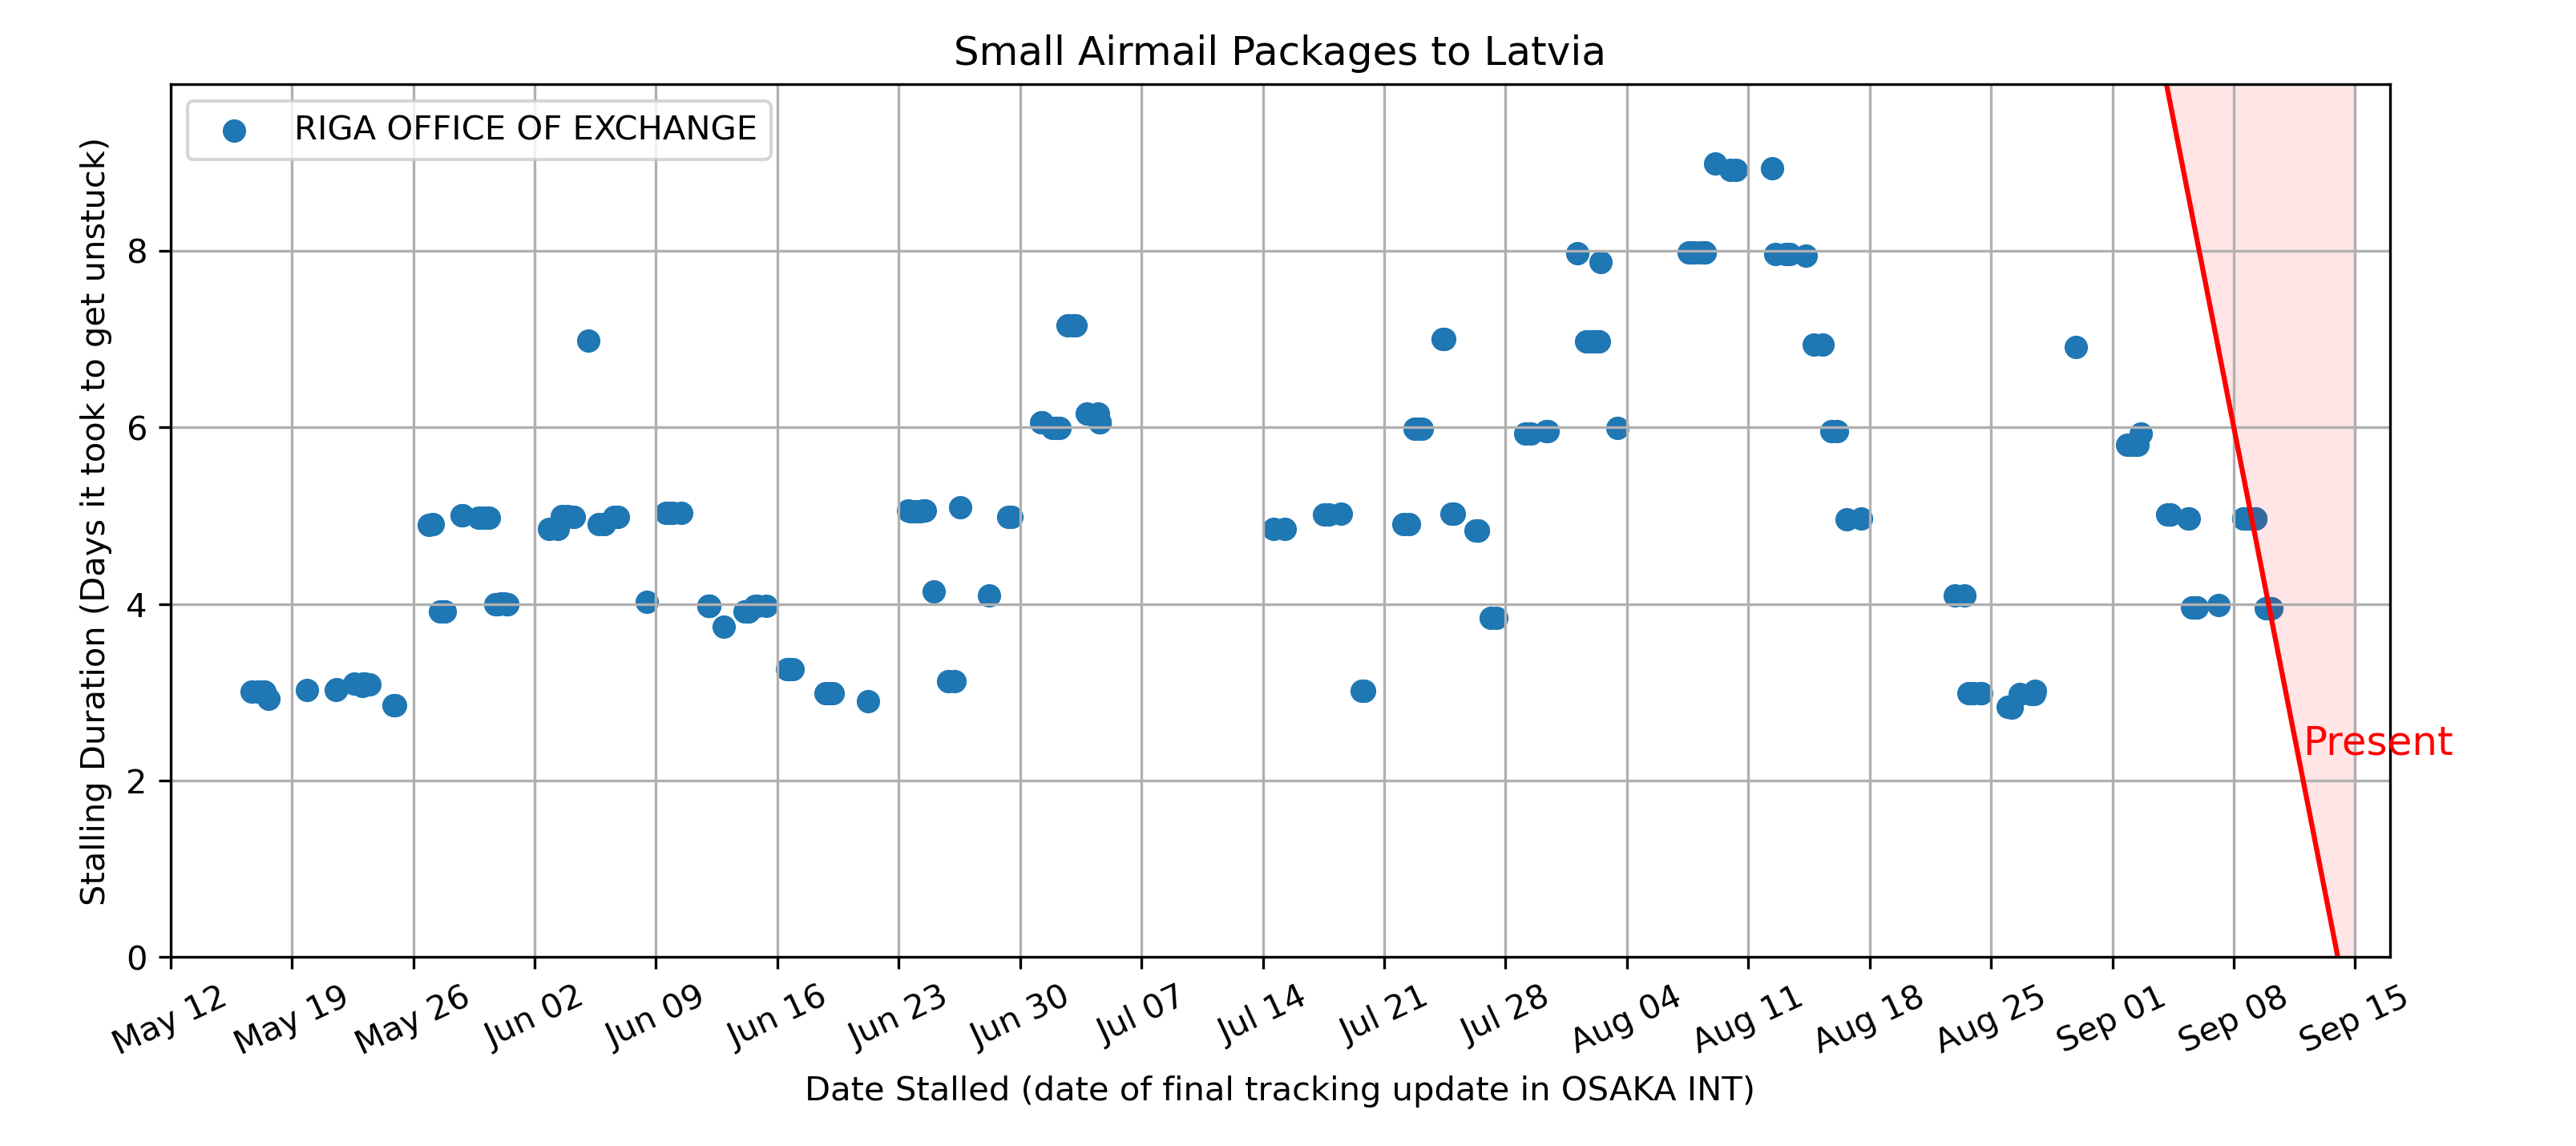 Small Airmail Packages to Latvia
RIGA OFFICE OF EXCHANGE
Stalling Duration (Days it took to get unstuck)
8
6
4
2
0
Present
May 12
May 19
May 26
Jun 02
Jun 09
Jun 16
Jun 23
Jun 30
Jul 07
Jul 14
Jul 21
Jul 28
Aug 04
Aug 11
Aug 18
Aug 25
Sep 01
Sep 08
Sep 15
Date Stalled (date of final tracking update in OSAKA INT)